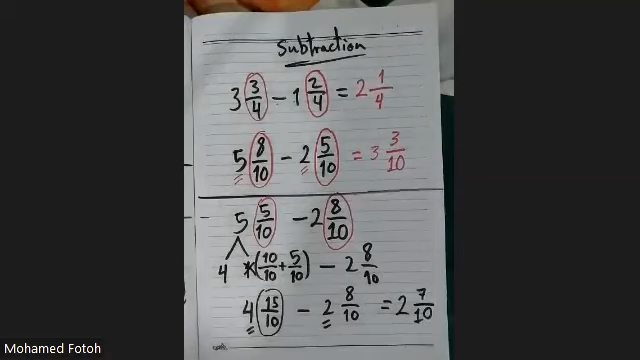 Subtraction
3 3/4 - 1 2/4 = 2 1/4
5 8/10 - 2 5/10 = 3 3/10
5 5/10 - 2 8/10
4 *(10/10 + 5/10) - 2 8/10
4 15/10 - 2 8/10 = 2 7/10
Mohamed Fotoh